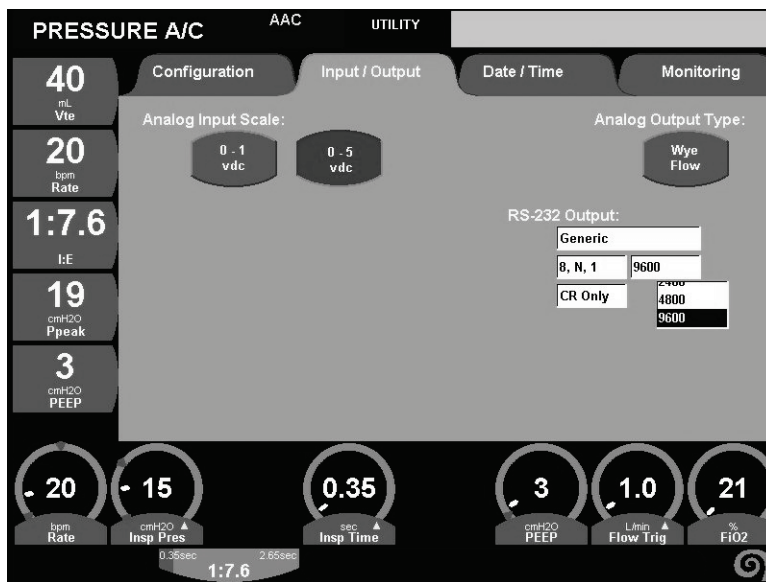 PRESSURE A/C AAC UTILITY
Configuration Input / Output Date / Time Monitoring
40
mL
Vte
20
bpm
Rate
1:7.6
I:E
19
cmH2O
Ppeak
3
cmH2O
PEEP
Analog Input Scale:
0 - 1
vdc
0 - 5
vdc
Analog Output Type:
Wye
Flow
RS-232 Output:
Generic
8, N, 1 9600
CR Only
2400
4800
9600
20
bpm
Rate
15
cmH2O
Insp Pres
0.35
sec
Insp Time
3
cmH2O
PEEP
1.0
L/min
Flow Trig
21
%
FiO2
0.35sec 2.65sec
1:7.6